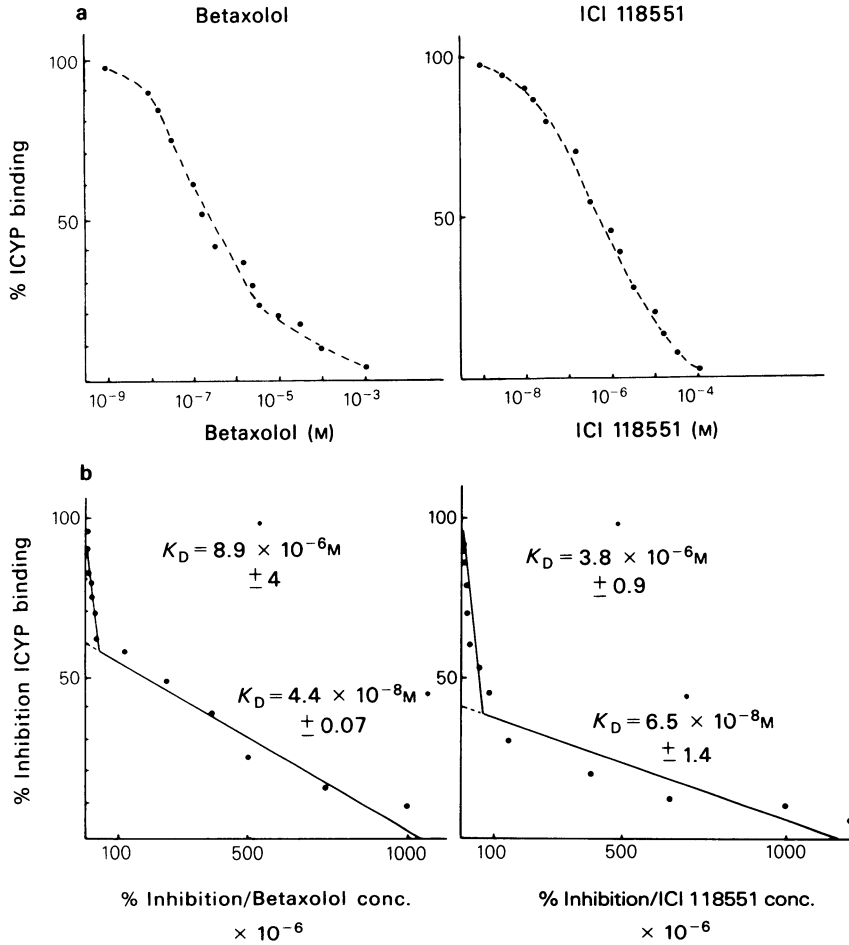 a
Betaxolol
ICI 118551
% ICYP binding
100
50
10⁻⁹ 10⁻⁷ 10⁻⁵ 10⁻³
Betaxolol (M)
100
50
10⁻⁸ 10⁻⁶ 10⁻⁴
ICI 118551 (M)
b
% Inhibition ICYP binding
100
50
K_D = 8.9 × 10⁻⁶M
± 4
K_D = 4.4 × 10⁻⁸M
± 0.07
100 500 1000
% Inhibition/Betaxolol conc.
× 10⁻⁶
100
50
K_D = 3.8 × 10⁻⁶M
± 0.9
K_D = 6.5 × 10⁻⁸M
± 1.4
100 500 1000
% Inhibition/ICI 118551 conc.
× 10⁻⁶